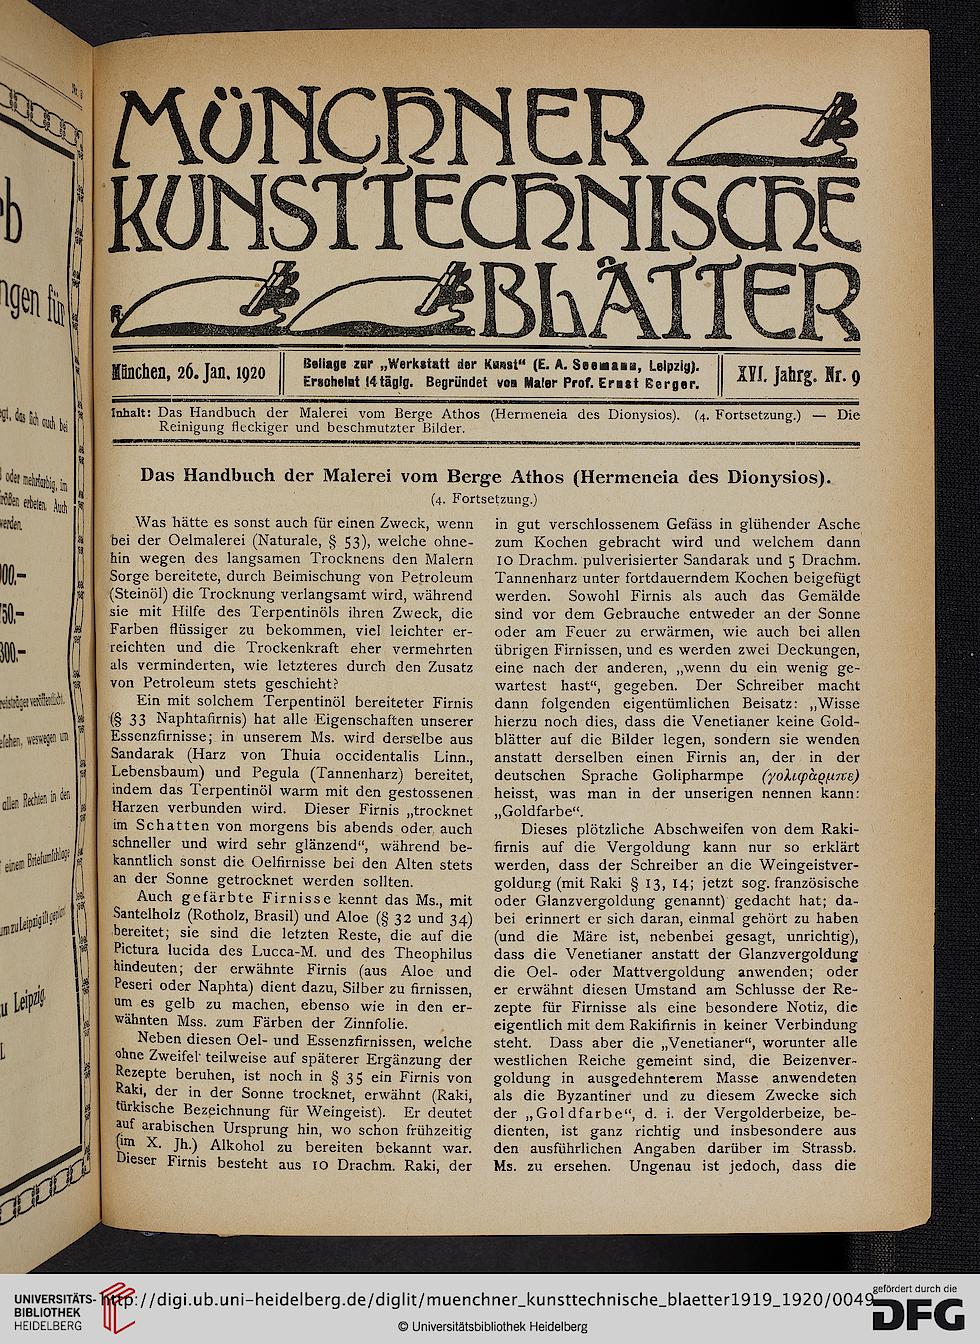 MÜNCHNER
KUNSTTECHNISCHE
BLÄTTER
München, 26. Jan. 1920
Beilage zur „Werkstatt der Kunst“ (E. A. Seemann, Leipzig).
Erscheint 14tägig. Begründet von Maler Prof. Ernst Berger.
XVI. Jahrg. Nr. 9
Inhalt: Das Handbuch der Malerei vom Berge Athos (Hermeneia des Dionysios). (4. Fortsetzung.) — Die
Reinigung fleckiger und beschmutzter Bilder.
Das Handbuch der Malerei vom Berge Athos (Hermeneia des Dionysios).
(4. Fortsetzung.)
Was hätte es sonst auch für einen Zweck, wenn
bei der Oelmalerei (Naturale, § 53), welche ohne-
hin wegen des langsamen Trocknens den Malern
Sorge bereitete, durch Beimischung von Petroleum
(Steinöl) die Trocknung verlangsamt wird, während
sie mit Hilfe des Terpentinöls ihren Zweck, die
Farben flüssiger zu bekommen, viel leichter er-
reichten und die Trockenkraft eher vermehrten
als verminderten, wie letzteres durch den Zusatz
von Petroleum stets geschieht?
Ein mit solchem Terpentinöl bereiteter Firnis
(§ 33 Naphtafirnis) hat alle Eigenschaften unserer
Essenzfirnisse; in unserem Ms. wird derselbe aus
Sandarak (Harz von Thuia occidentalis Linn.,
Lebensbaum) und Pegula (Tannenharz) bereitet,
indem das Terpentinöl warm mit den gestossenen
Harzen verbunden wird. Dieser Firnis „trocknet
im Schatten von morgens bis abends oder auch
schneller und wird sehr glänzend“, während be-
kanntlich sonst die Oelfirnisse bei den Alten stets
an der Sonne getrocknet werden sollten.
Auch gefärbte Firnisse kennt das Ms., mit
Santelholz (Rotholz, Brasil) und Aloe (§ 32 und 34)
bereitet; sie sind die letzten Reste, die auf die
Pictura lucida des Lucca-M. und des Theophilus
hindeuten; der erwähnte Firnis (aus Aloe und
Peseri oder Naphta) dient dazu, Silber zu firnissen,
um es gelb zu machen, ebenso wie in den er-
wähnten Mss. zum Färben der Zinnfolie.
Neben diesen Oel- und Essenzfirnissen, welche
ohne Zweifel teilweise auf späterer Ergänzung der
Rezepte beruhen, ist noch in § 35 ein Firnis von
Raki, der in der Sonne trocknet, erwähnt (Raki,
türkische Bezeichnung für Weingeist). Er deutet
auf arabischen Ursprung hin, wo schon frühzeitig
(im X. Jh.) Alkohol zu bereiten bekannt war.
Dieser Firnis besteht aus 10 Drachm. Raki, der
in gut verschlossenem Gefäss in glühender Asche
zum Kochen gebracht wird und welchem dann
10 Drachm. pulverisierter Sandarak und 5 Drachm.
Tannenharz unter fortdauerndem Kochen beigefügt
werden. Sowohl Firnis als auch das Gemälde
sind vor dem Gebrauche entweder an der Sonne
oder am Feuer zu erwärmen, wie auch bei allen
übrigen Firnissen, und es werden zwei Deckungen,
eine nach der anderen, „wenn du ein wenig ge-
wartest hast“, gegeben. Der Schreiber macht
dann folgenden eigentümlichen Beisatz: „Wisse
hierzu noch dies, dass die Venetianer keine Gold-
blätter auf die Bilder legen, sondern sie wenden
anstatt derselben einen Firnis an, der in der
deutschen Sprache Golipharmpe (γολιφάρμπε)
heisst, was man in der unserigen nennen kann:
„Goldfarbe“.
Dieses plötzliche Abschweifen von dem Raki-
firnis auf die Vergoldung kann nur so erklärt
werden, dass der Schreiber an die Weingeistver-
goldung (mit Raki § 13, 14; jetzt sog. französische
oder Glanzvergoldung genannt) gedacht hat; da-
bei erinnert er sich daran, einmal gehört zu haben
(und die Märe ist, nebenbei gesagt, unrichtig),
dass die Venetianer anstatt der Glanzvergoldung
die Oel- oder Mattvergoldung anwenden; oder
er erwähnt diesen Umstand am Schlusse der Re-
zepte für Firnisse als eine besondere Notiz, die
eigentlich mit dem Rakifirnis in keiner Verbindung
steht. Dass aber die „Venetianer“, worunter alle
westlichen Reiche gemeint sind, die Beizenver-
goldung in ausgedehnterem Masse anwendeten
als die Byzantiner und zu diesem Zwecke sich
der „Goldfarbe“, d. i. der Vergolderbeize, be-
dienten, ist ganz richtig und insbesondere aus
den ausführlichen Angaben darüber im Strassb.
Ms. zu ersehen. Ungenau ist jedoch, dass die
UNIVERSITÄTS-
BIBLIOTHEK
HEIDELBERG
http://digi.ub.uni-heidelberg.de/diglit/muenchner_kunsttechnische_blaetter1919_1920/0049
© Universitätsbibliothek Heidelberg
gefördert durch die
DFG